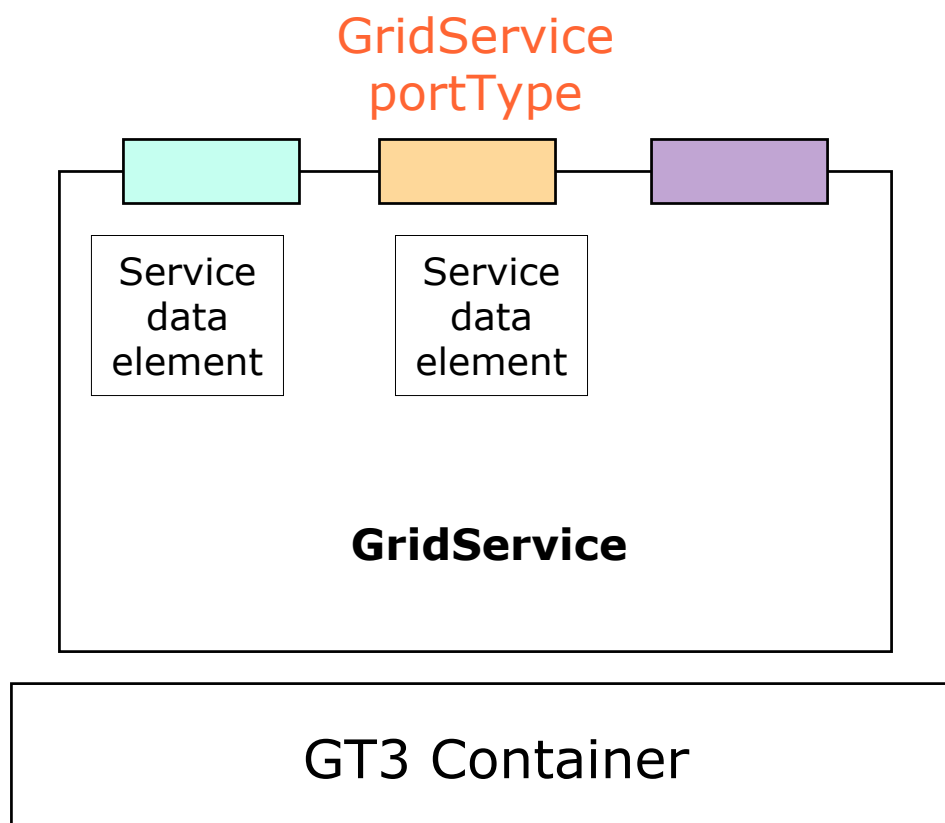 GridService
portType
Service
data
element
Service
data
element
GridService
GT3 Container